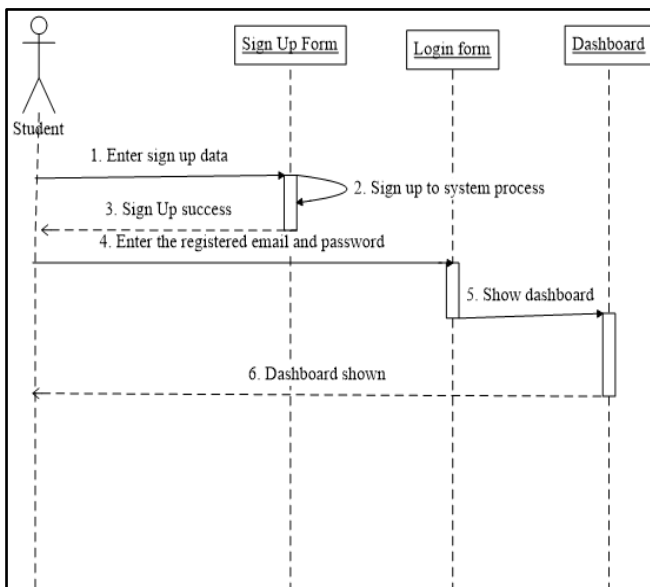 Sign Up Form
Login form
Dashboard
Student
1. Enter sign up data
2. Sign up to system process
3. Sign Up success
4. Enter the registered email and password
5. Show dashboard
6. Dashboard shown